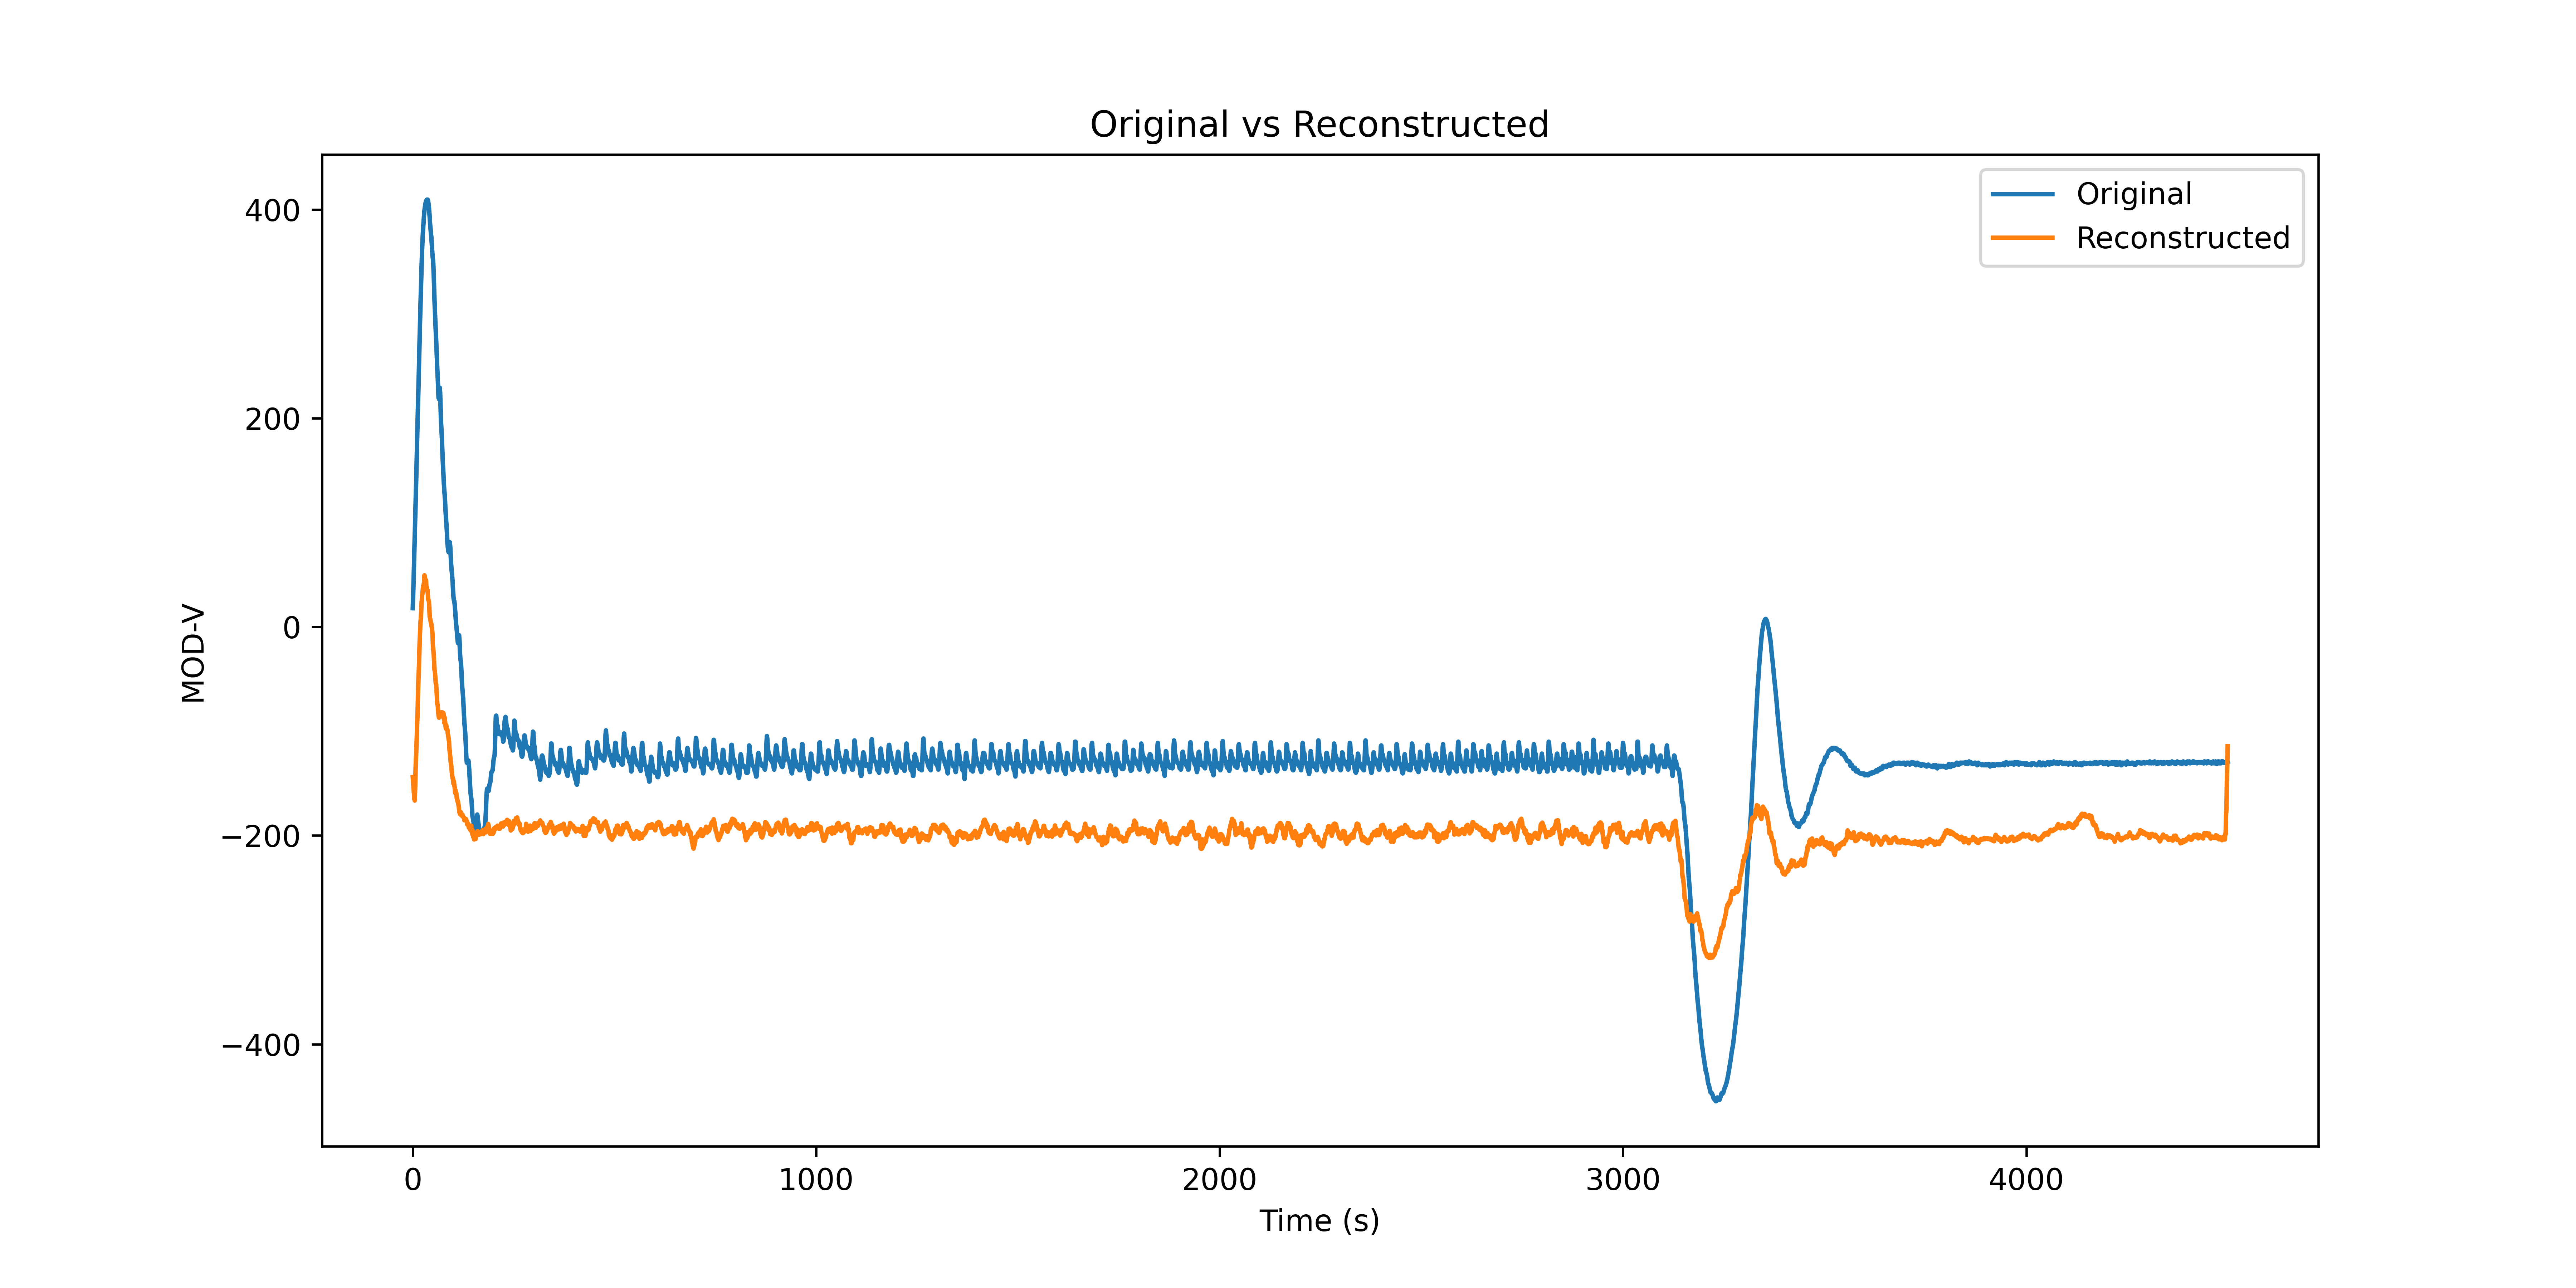 Original vs Reconstructed
Original
Reconstructed
400
200
0
−200
−400
MOD-V
0
1000
2000
3000
4000
Time (s)